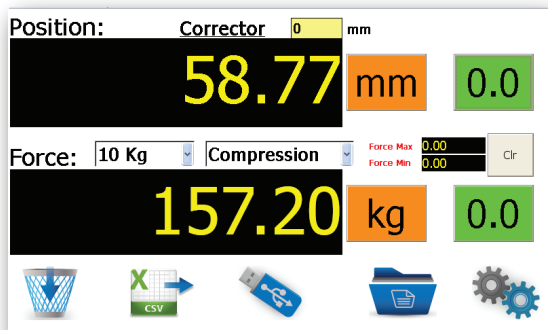 Position: Corrector 0 mm
58.77 mm 0.0
Force: 10 Kg Compression Force Max 0.00 Clr
Force Min 0.00
157.20 kg 0.0
X CSV